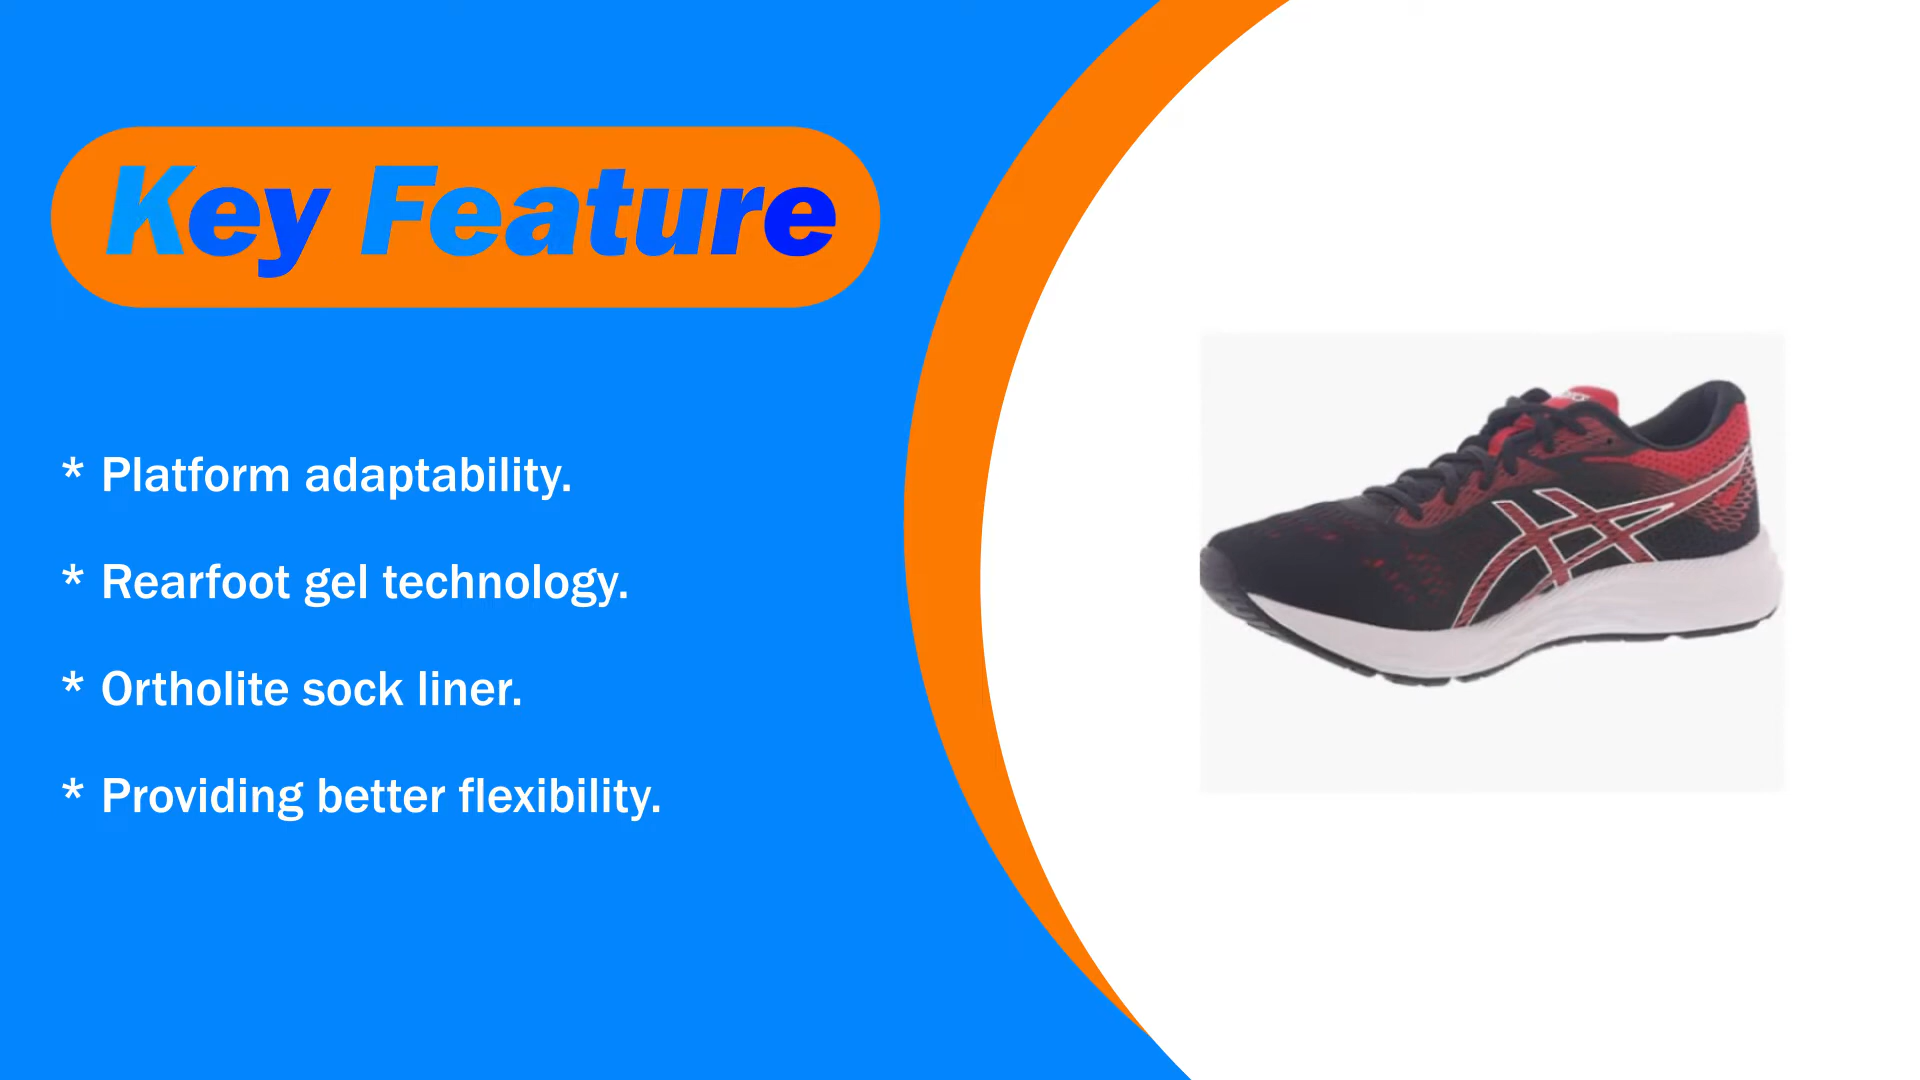 Key Feature
* Platform adaptability.
* Rearfoot gel technology.
* Ortholite sock liner.
* Providing better flexibility.